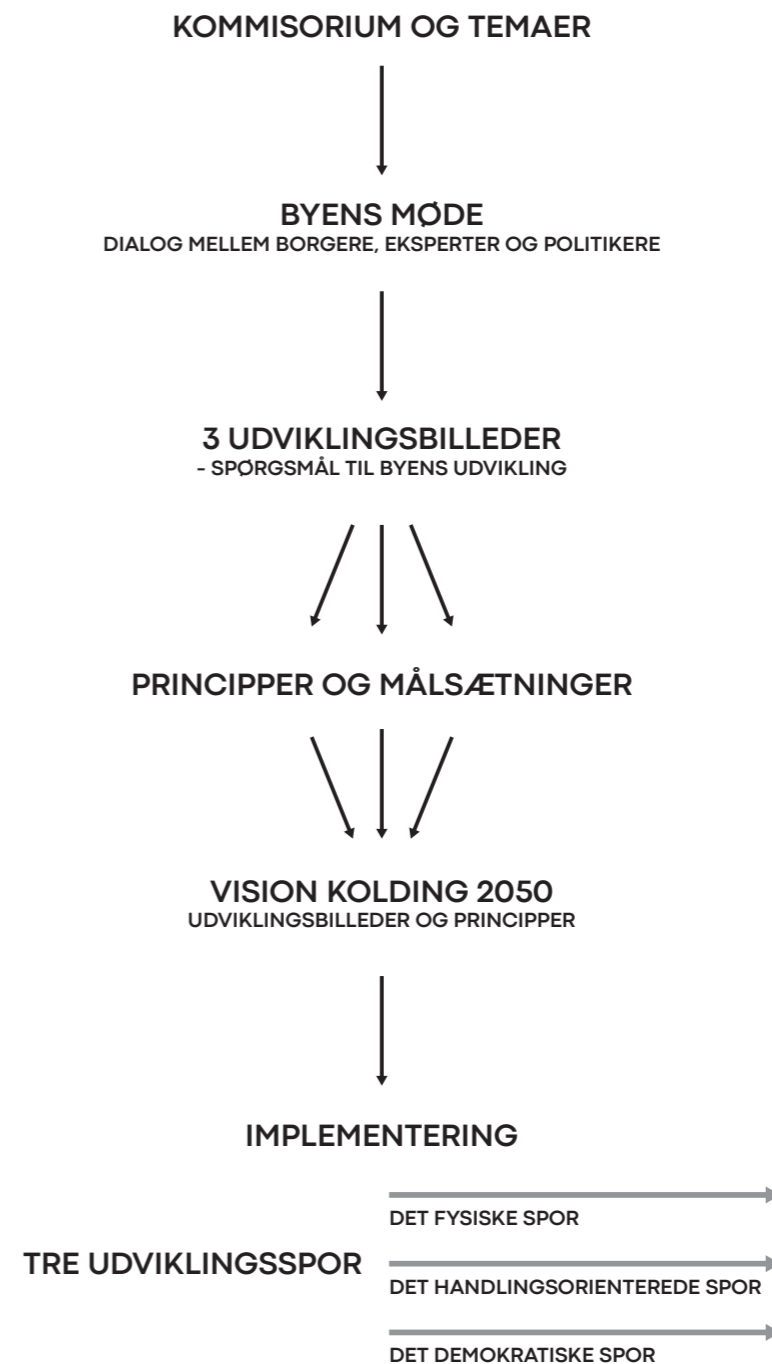 KOMMISORIUM OG TEMAER
BYENS MØDE
DIALOG MELLEM BORGERE, EKSPERTER OG POLITIKERE
3 UDVIKLINGSBILLEDER
- SPØRGSMÅL TIL BYENS UDVIKLING
PRINCIPPER OG MÅLSÆTNINGER
VISION KOLDING 2050
UDVIKLINGSBILLEDER OG PRINCIPPER
IMPLEMENTERING
DET FYSISKE SPOR
TRE UDVIKLINGSSPOR
DET HANDLINGSORIENTEREDE SPOR
DET DEMOKRATISKE SPOR